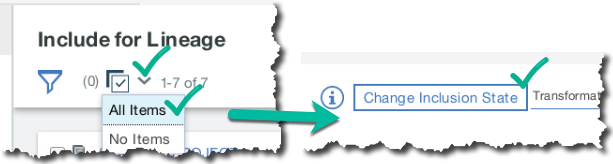 Include for Lineage
(0) 1-7 of 7
All Items
No Items
Change Inclusion State
Transformat